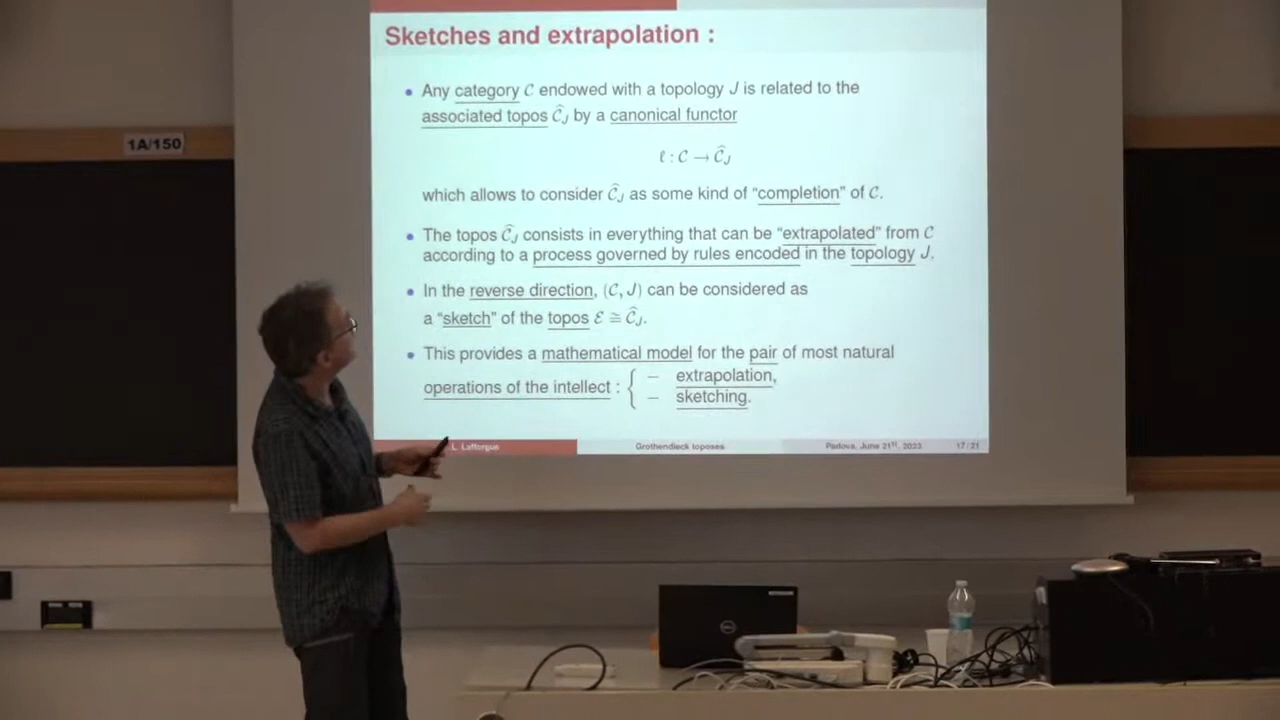 Sketches and extrapolation :
• Any category 𝒞 endowed with a topology J is related to the
associated topos 𝒞̂_J by a canonical functor
ℓ : 𝒞 → 𝒞̂_J
which allows to consider 𝒞̂_J as some kind of “completion” of 𝒞.
• The topos 𝒞̂_J consists in everything that can be “extrapolated” from 𝒞
according to a process governed by rules encoded in the topology J.
• In the reverse direction, (𝒞, J) can be considered as
a “sketch” of the topos ℰ ≅ 𝒞̂_J.
• This provides a mathematical model for the pair of most natural
operations of the intellect : { – extrapolation,
– sketching.
L. Lafforgue Grothendieck toposes Padova, June 21st, 2023 17/21
1A/150
DELL